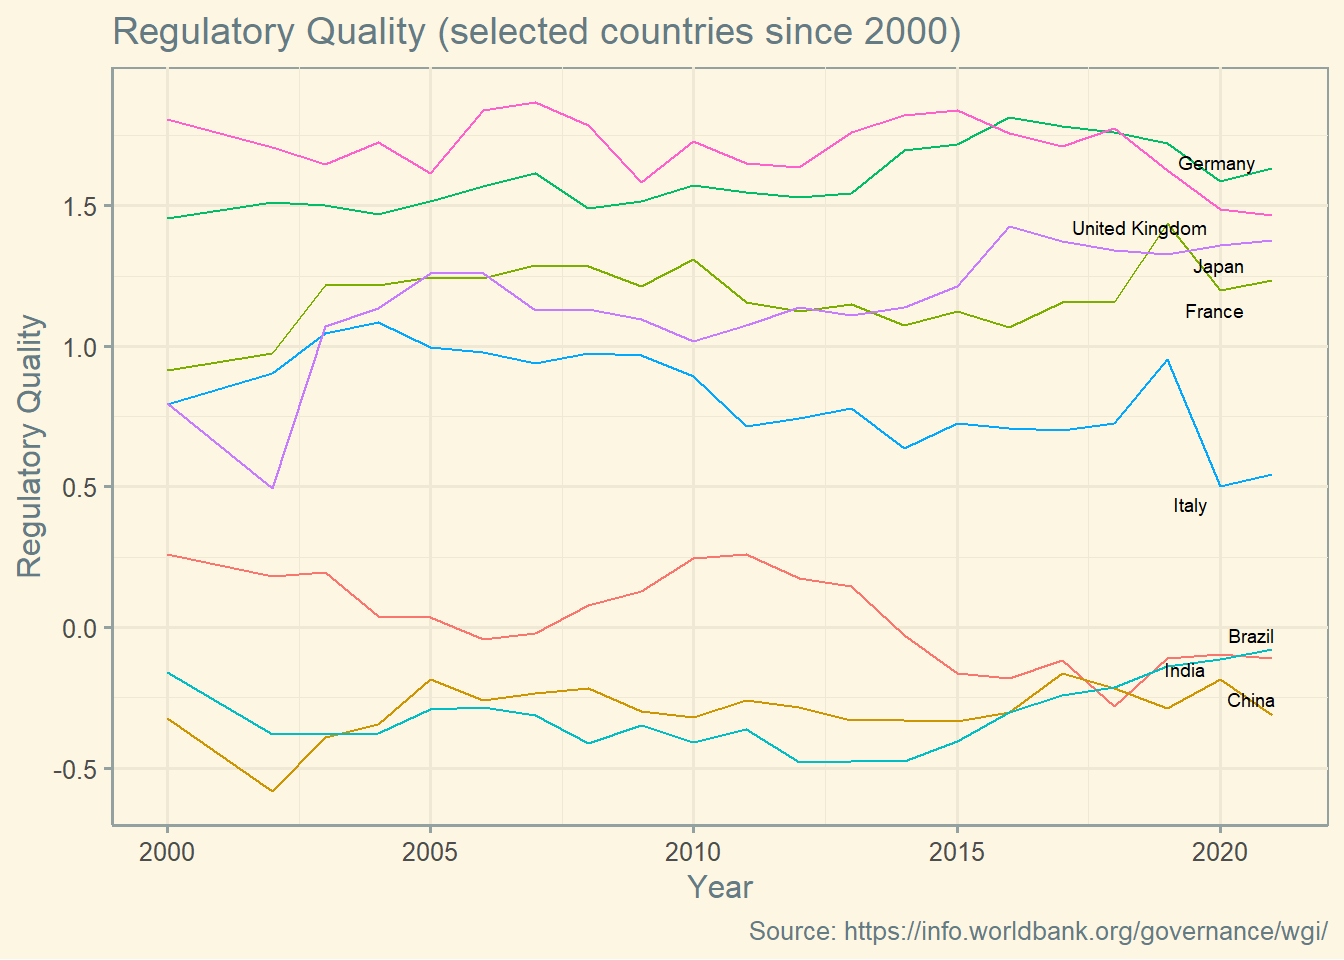 Regulatory Quality (selected countries since 2000)
Regulatory Quality
1.5
1.0
0.5
0.0
-0.5
Germany
United Kingdom
Japan
France
Italy
Brazil
India
China
2000 2005 2010 2015 2020
Year
Source: https://info.worldbank.org/governance/wgi/